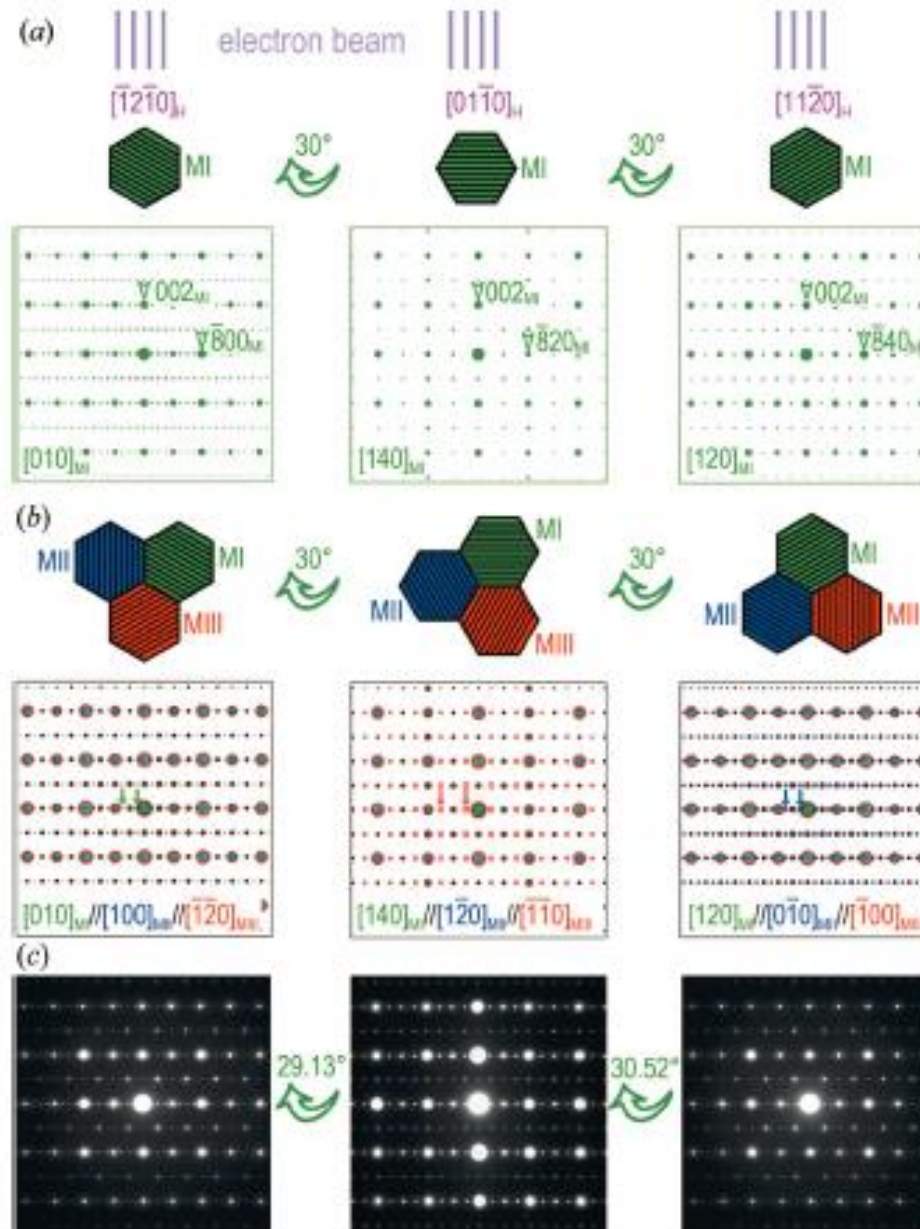 (a)
electron beam
[1̄21̄0]H [011̄0]H [112̄0]H
MI 30° MI 30° MI
002MI 002MI 002MI
8̄00MI 8̄20MI 8̄40MI
[010]MI [140]MI [120]MI
(b)
MII MI 30° MII MI 30° MI
MIII MIII MII MIII
[010]MI//[100]MII//[1̄2̄0]MIII [140]MI//[12̄0]MII//[1̄1̄0]MIII [120]MI//[01̄0]MII//[1̄00]MIII
(c)
29.13° 30.52°